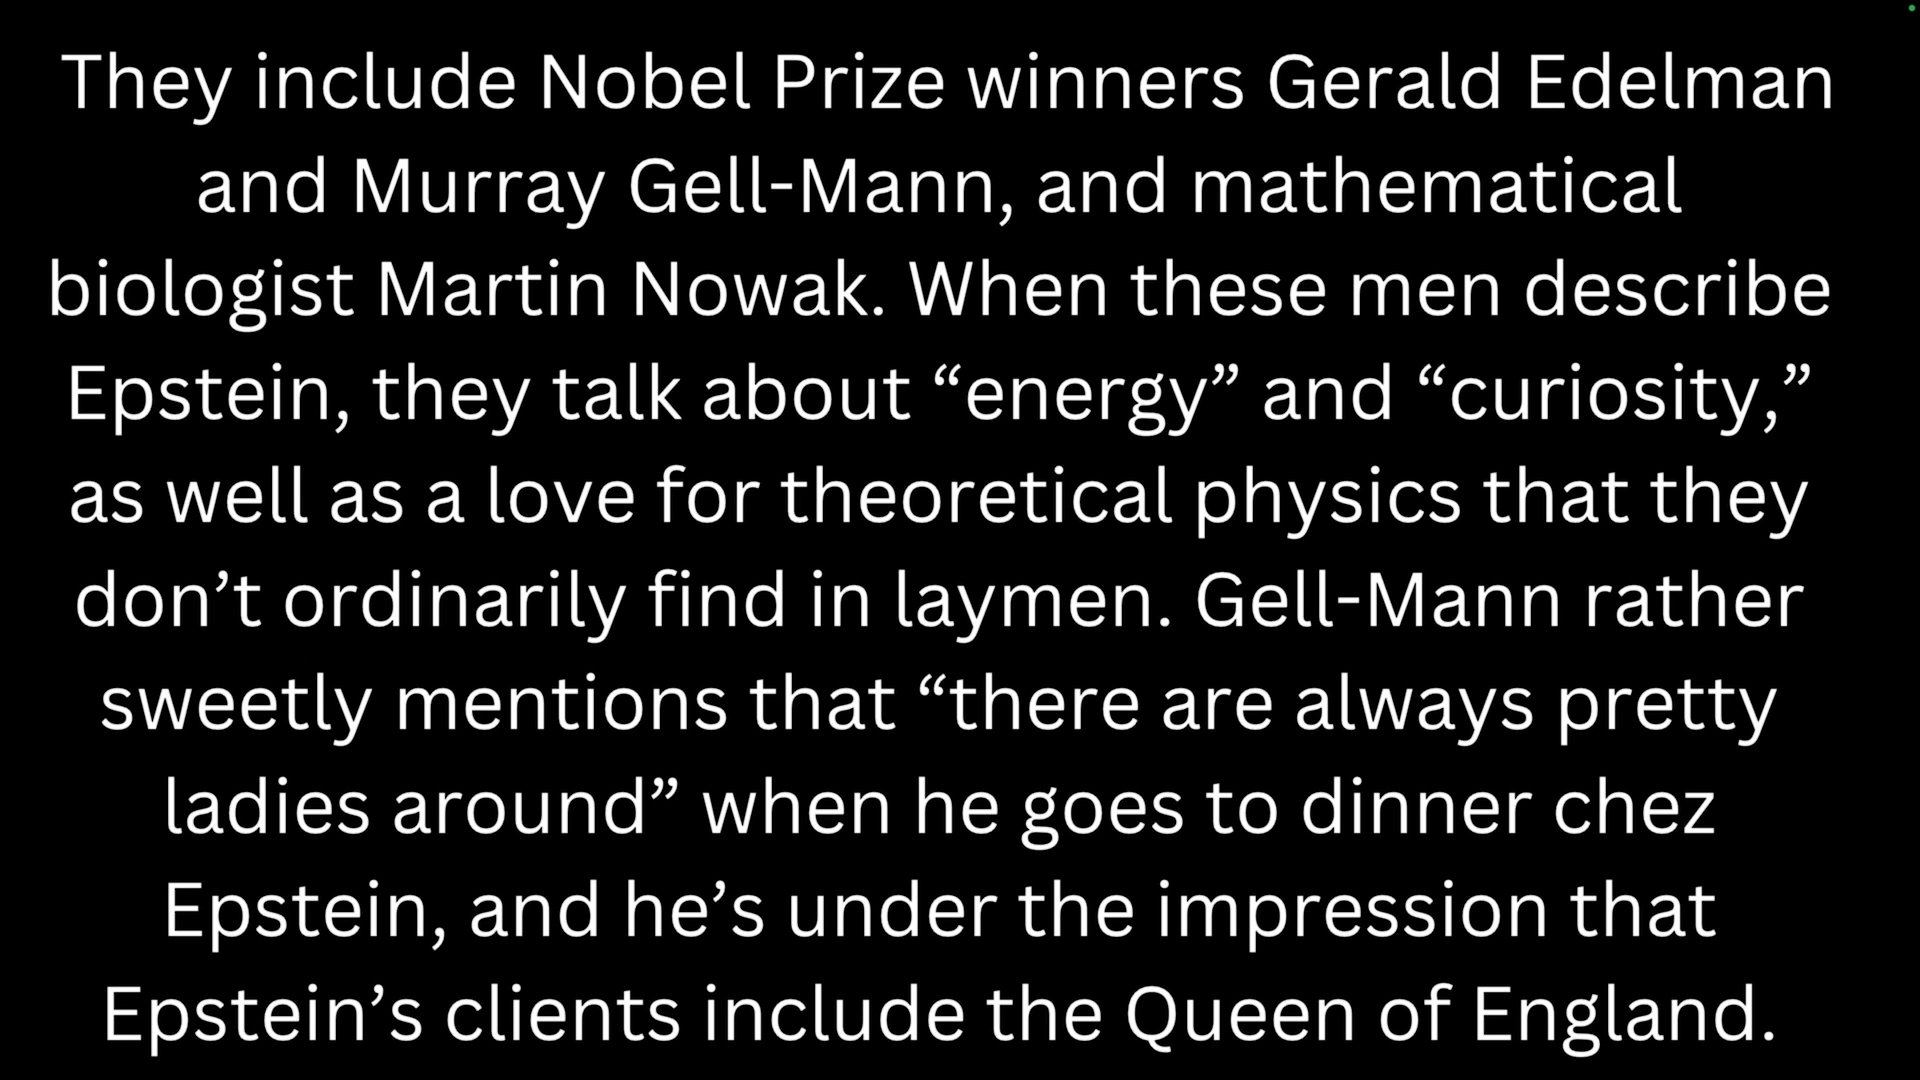 They include Nobel Prize winners Gerald Edelman
and Murray Gell-Mann, and mathematical
biologist Martin Nowak. When these men describe
Epstein, they talk about “energy” and “curiosity,”
as well as a love for theoretical physics that they
don’t ordinarily find in laymen. Gell-Mann rather
sweetly mentions that “there are always pretty
ladies around” when he goes to dinner chez
Epstein, and he’s under the impression that
Epstein’s clients include the Queen of England.